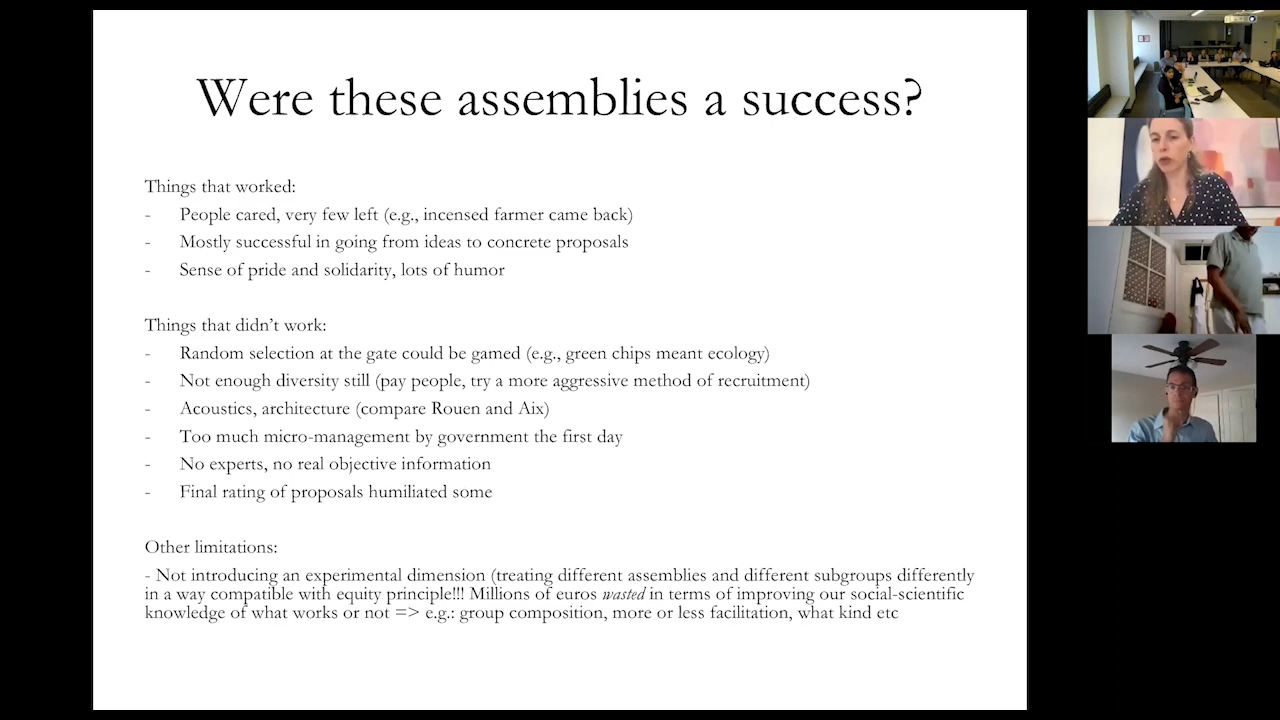 Were these assemblies a success?
Things that worked:
- People cared, very few left (e.g., incensed farmer came back)
- Mostly successful in going from ideas to concrete proposals
- Sense of pride and solidarity, lots of humor
Things that didn't work:
- Random selection at the gate could be gamed (e.g., green chips meant ecology)
- Not enough diversity still (pay people, try a more aggressive method of recruitment)
- Acoustics, architecture (compare Rouen and Aix)
- Too much micro-management by government the first day
- No experts, no real objective information
- Final rating of proposals humiliated some
Other limitations:
- Not introducing an experimental dimension (treating different assemblies and different subgroups differently
in a way compatible with equity principle!!! Millions of euros wasted in terms of improving our social-scientific
knowledge of what works or not => e.g.: group composition, more or less facilitation, what kind etc